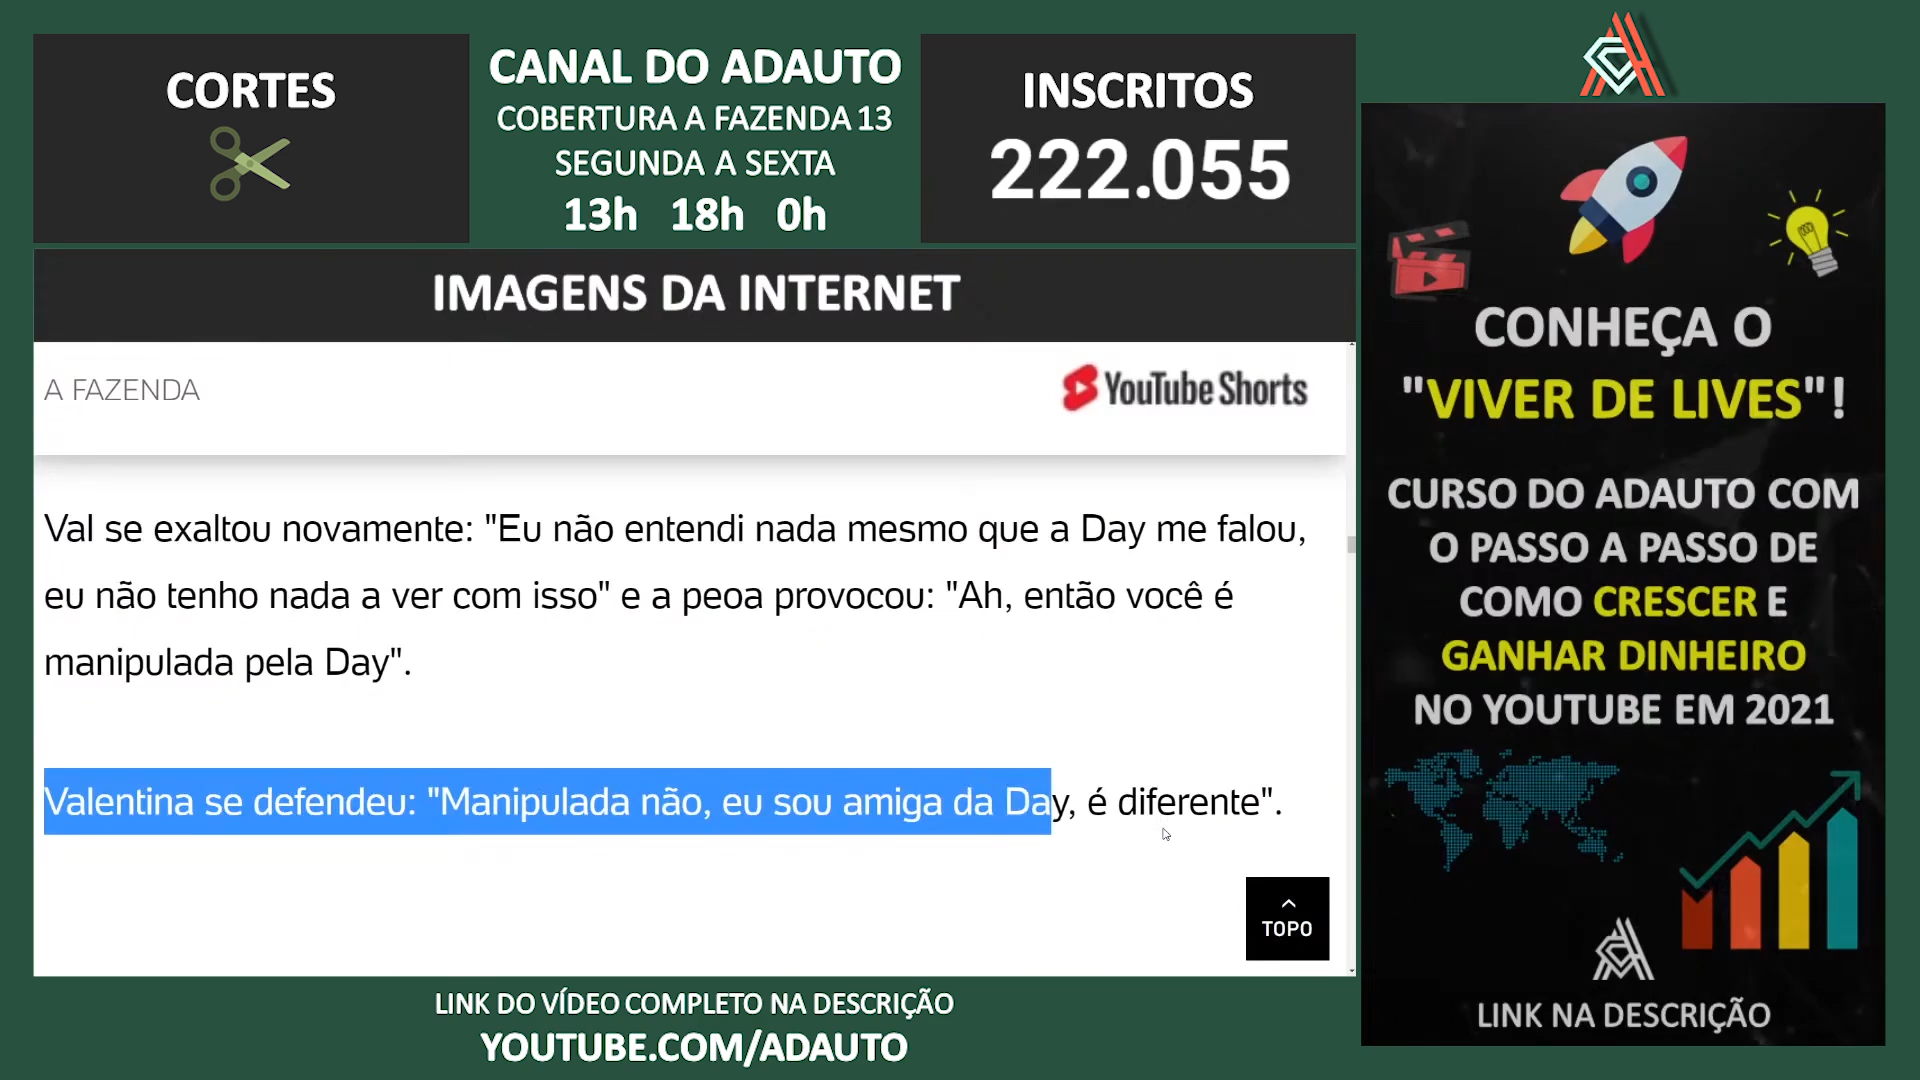 CORTES
CANAL DO ADAUTO
COBERTURA A FAZENDA 13
SEGUNDA A SEXTA
13h 18h 0h
INSCRITOS
222.055
IMAGENS DA INTERNET
A FAZENDA
YouTube Shorts
Val se exaltou novamente: "Eu não entendi nada mesmo que a Day me falou,
eu não tenho nada a ver com isso" e a peoa provocou: "Ah, então você é
manipulada pela Day".
Valentina se defendeu: "Manipulada não, eu sou amiga da Day, é diferente".
TOPO
LINK DO VÍDEO COMPLETO NA DESCRIÇÃO
YOUTUBE.COM/ADAUTO
CONHEÇA O
"VIVER DE LIVES"!
CURSO DO ADAUTO COM
O PASSO A PASSO DE
COMO CRESCER E
GANHAR DINHEIRO
NO YOUTUBE EM 2021
LINK NA DESCRIÇÃO